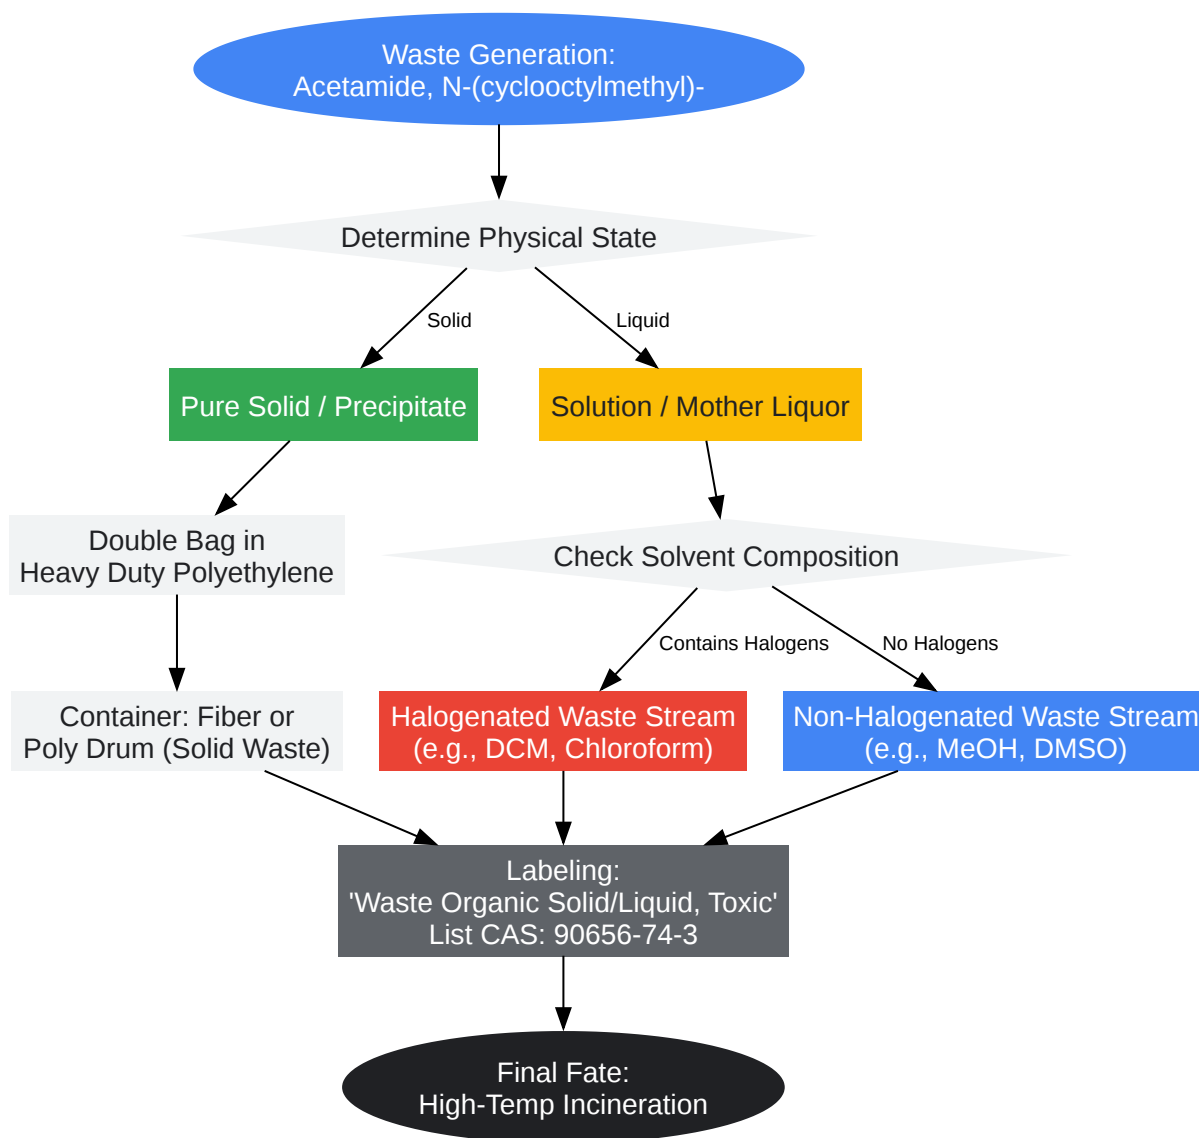 Waste Generation:
Acetamide, N-(cyclooctylmethyl)-
Determine Physical State
Solid
Liquid
Pure Solid / Precipitate
Solution / Mother Liquor
Double Bag in
Heavy Duty Polyethylene
Check Solvent Composition
Contains Halogens
No Halogens
Container: Fiber or
Poly Drum (Solid Waste)
Halogenated Waste Stream
(e.g., DCM, Chloroform)
Non-Halogenated Waste Stream
(e.g., MeOH, DMSO)
Labeling:
'Waste Organic Solid/Liquid, Toxic'
List CAS: 90656-74-3
Final Fate:
High-Temp Incineration